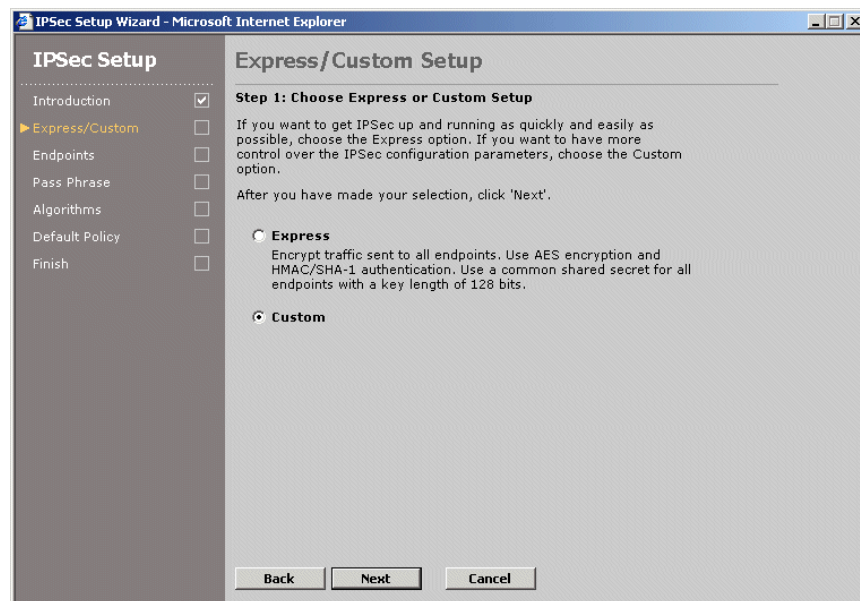 IPSec Setup Wizard - Microsoft Internet Explorer
IPSec Setup
Introduction
Express/Custom
Endpoints
Pass Phrase
Algorithms
Default Policy
Finish
Express/Custom Setup
Step 1: Choose Express or Custom Setup
If you want to get IPSec up and running as quickly and easily as
possible, choose the Express option. If you want to have more
control over the IPSec configuration parameters, choose the Custom
option.
After you have made your selection, click 'Next'.
Express
Encrypt traffic sent to all endpoints. Use AES encryption and
HMAC/SHA-1 authentication. Use a common shared secret for all
endpoints with a key length of 128 bits.
Custom
Back
Next
Cancel